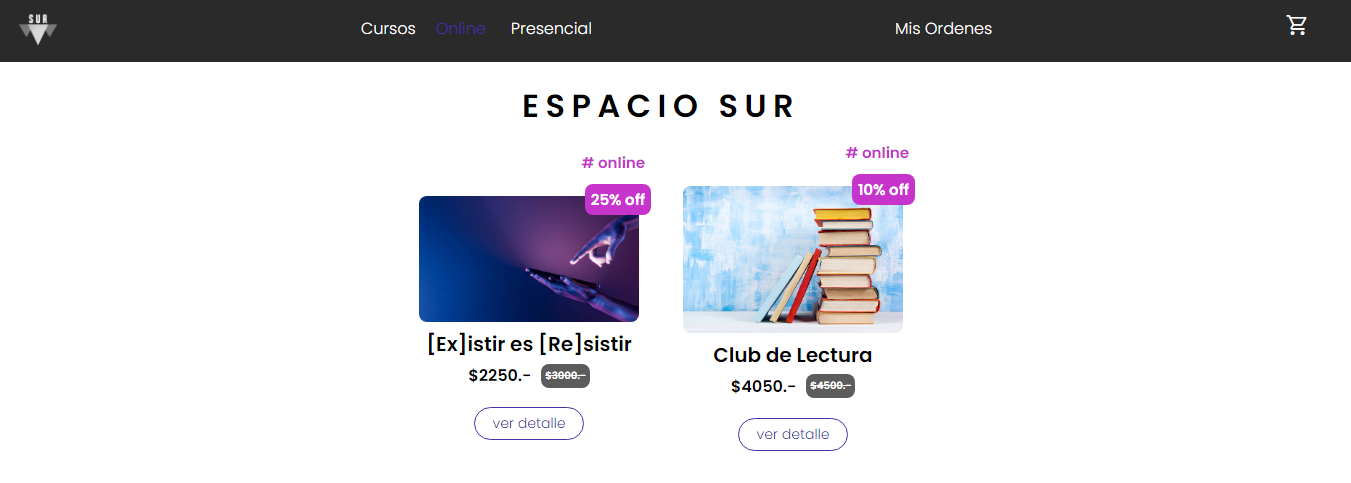 SUR
Cursos Online Presencial Mis Ordenes
ESPACIO SUR
# online
25% off
[Ex]istir es [Re]sistir
$2250.- $3000.-
ver detalle
# online
10% off
Club de Lectura
$4050.- $4500.-
ver detalle